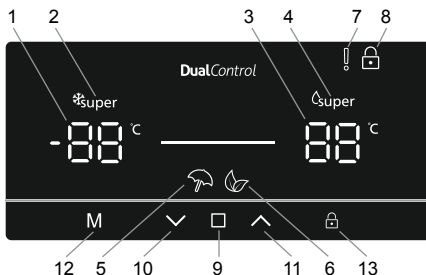 1 2 3 4 7 8
DualControl
super super
-88 °C 88 °C
M
12 5 10 9 11 6 13